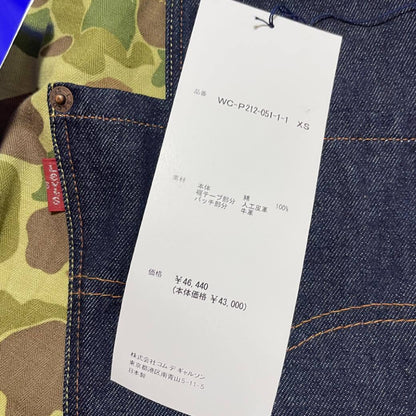 品番 WC-P212-051-1-1 XS
素材 本体 綿 100%
裾テープ部分 人工皮革
パッチ部分 牛革
価格 ¥46,440
(本体価格 ¥43,000)
株式会社コム デ ギャルソン
東京都港区南青山5-11-5
日本製
LEVI'S